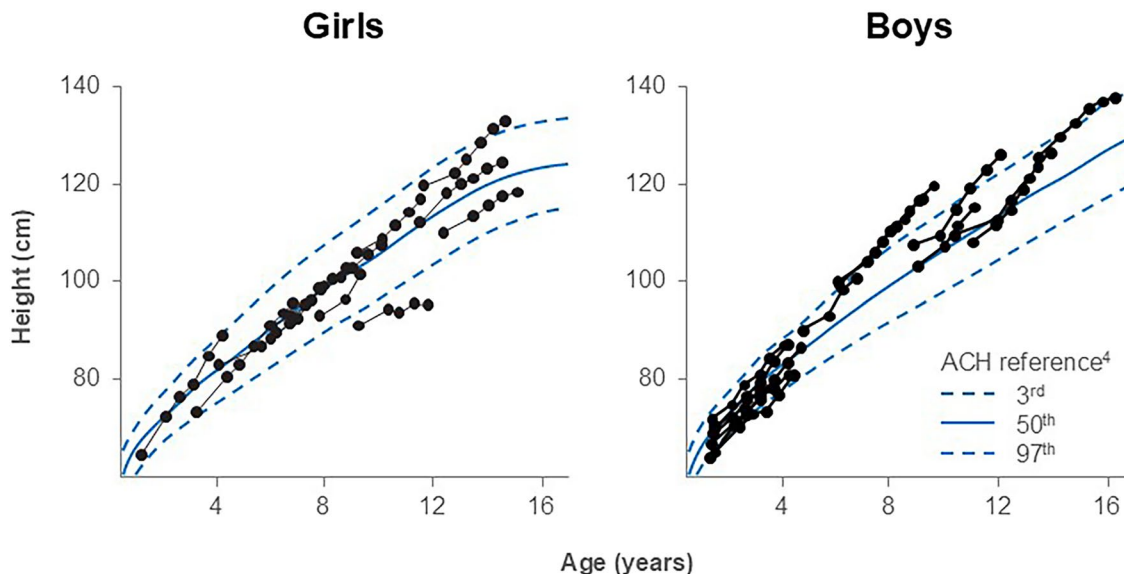 Girls
Boys
140
120
100
80
4
8
12
16
Height (cm)
140
120
100
80
4
8
12
16
ACH reference⁴
3rd
50th
97th
Age (years)